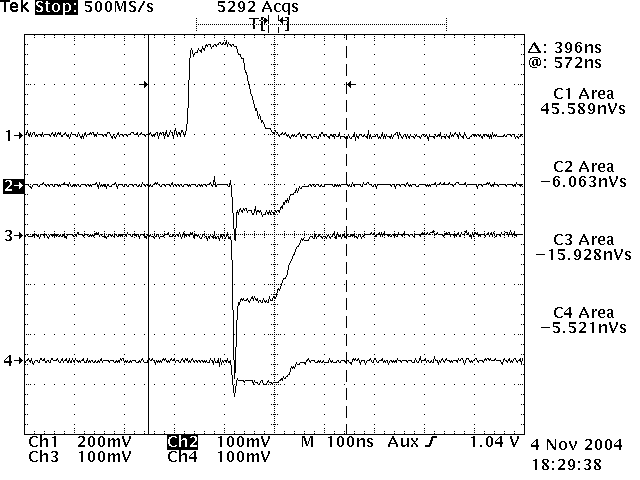 Tek Stop: 500MS/s 5292 Acqs
T
Δ: 396ns
@: 572ns
C1 Area
45.589nVs
1
C2 Area
-6.063nVs
2
C3 Area
-15.928nVs
3
C4 Area
-5.521nVs
4
Ch1 200mV Ch2 100mV M 100ns Aux 1.04 V
Ch3 100mV Ch4 100mV
4 Nov 2004
18:29:38